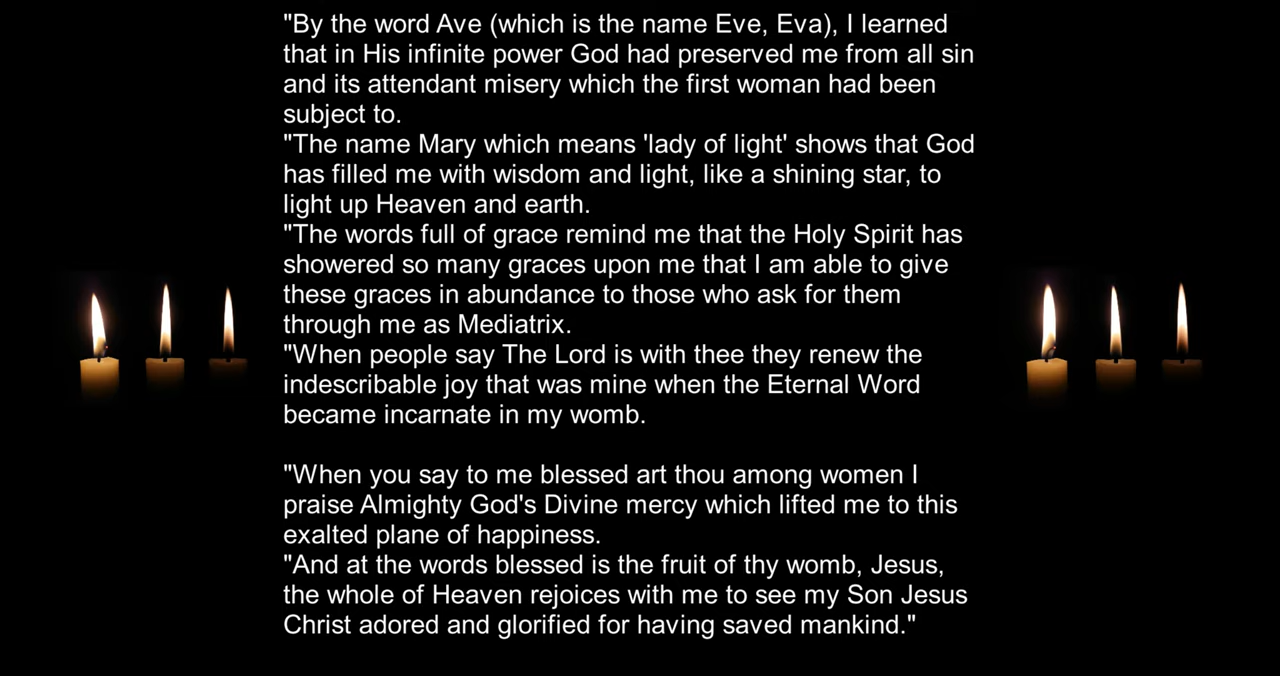 "By the word Ave (which is the name Eve, Eva), I learned
that in His infinite power God had preserved me from all sin
and its attendant misery which the first woman had been
subject to.
"The name Mary which means 'lady of light' shows that God
has filled me with wisdom and light, like a shining star, to
light up Heaven and earth.
"The words full of grace remind me that the Holy Spirit has
showered so many graces upon me that I am able to give
these graces in abundance to those who ask for them
through me as Mediatrix.
"When people say The Lord is with thee they renew the
indescribable joy that was mine when the Eternal Word
became incarnate in my womb.
"When you say to me blessed art thou among women I
praise Almighty God's Divine mercy which lifted me to this
exalted plane of happiness.
"And at the words blessed is the fruit of thy womb, Jesus,
the whole of Heaven rejoices with me to see my Son Jesus
Christ adored and glorified for having saved mankind."